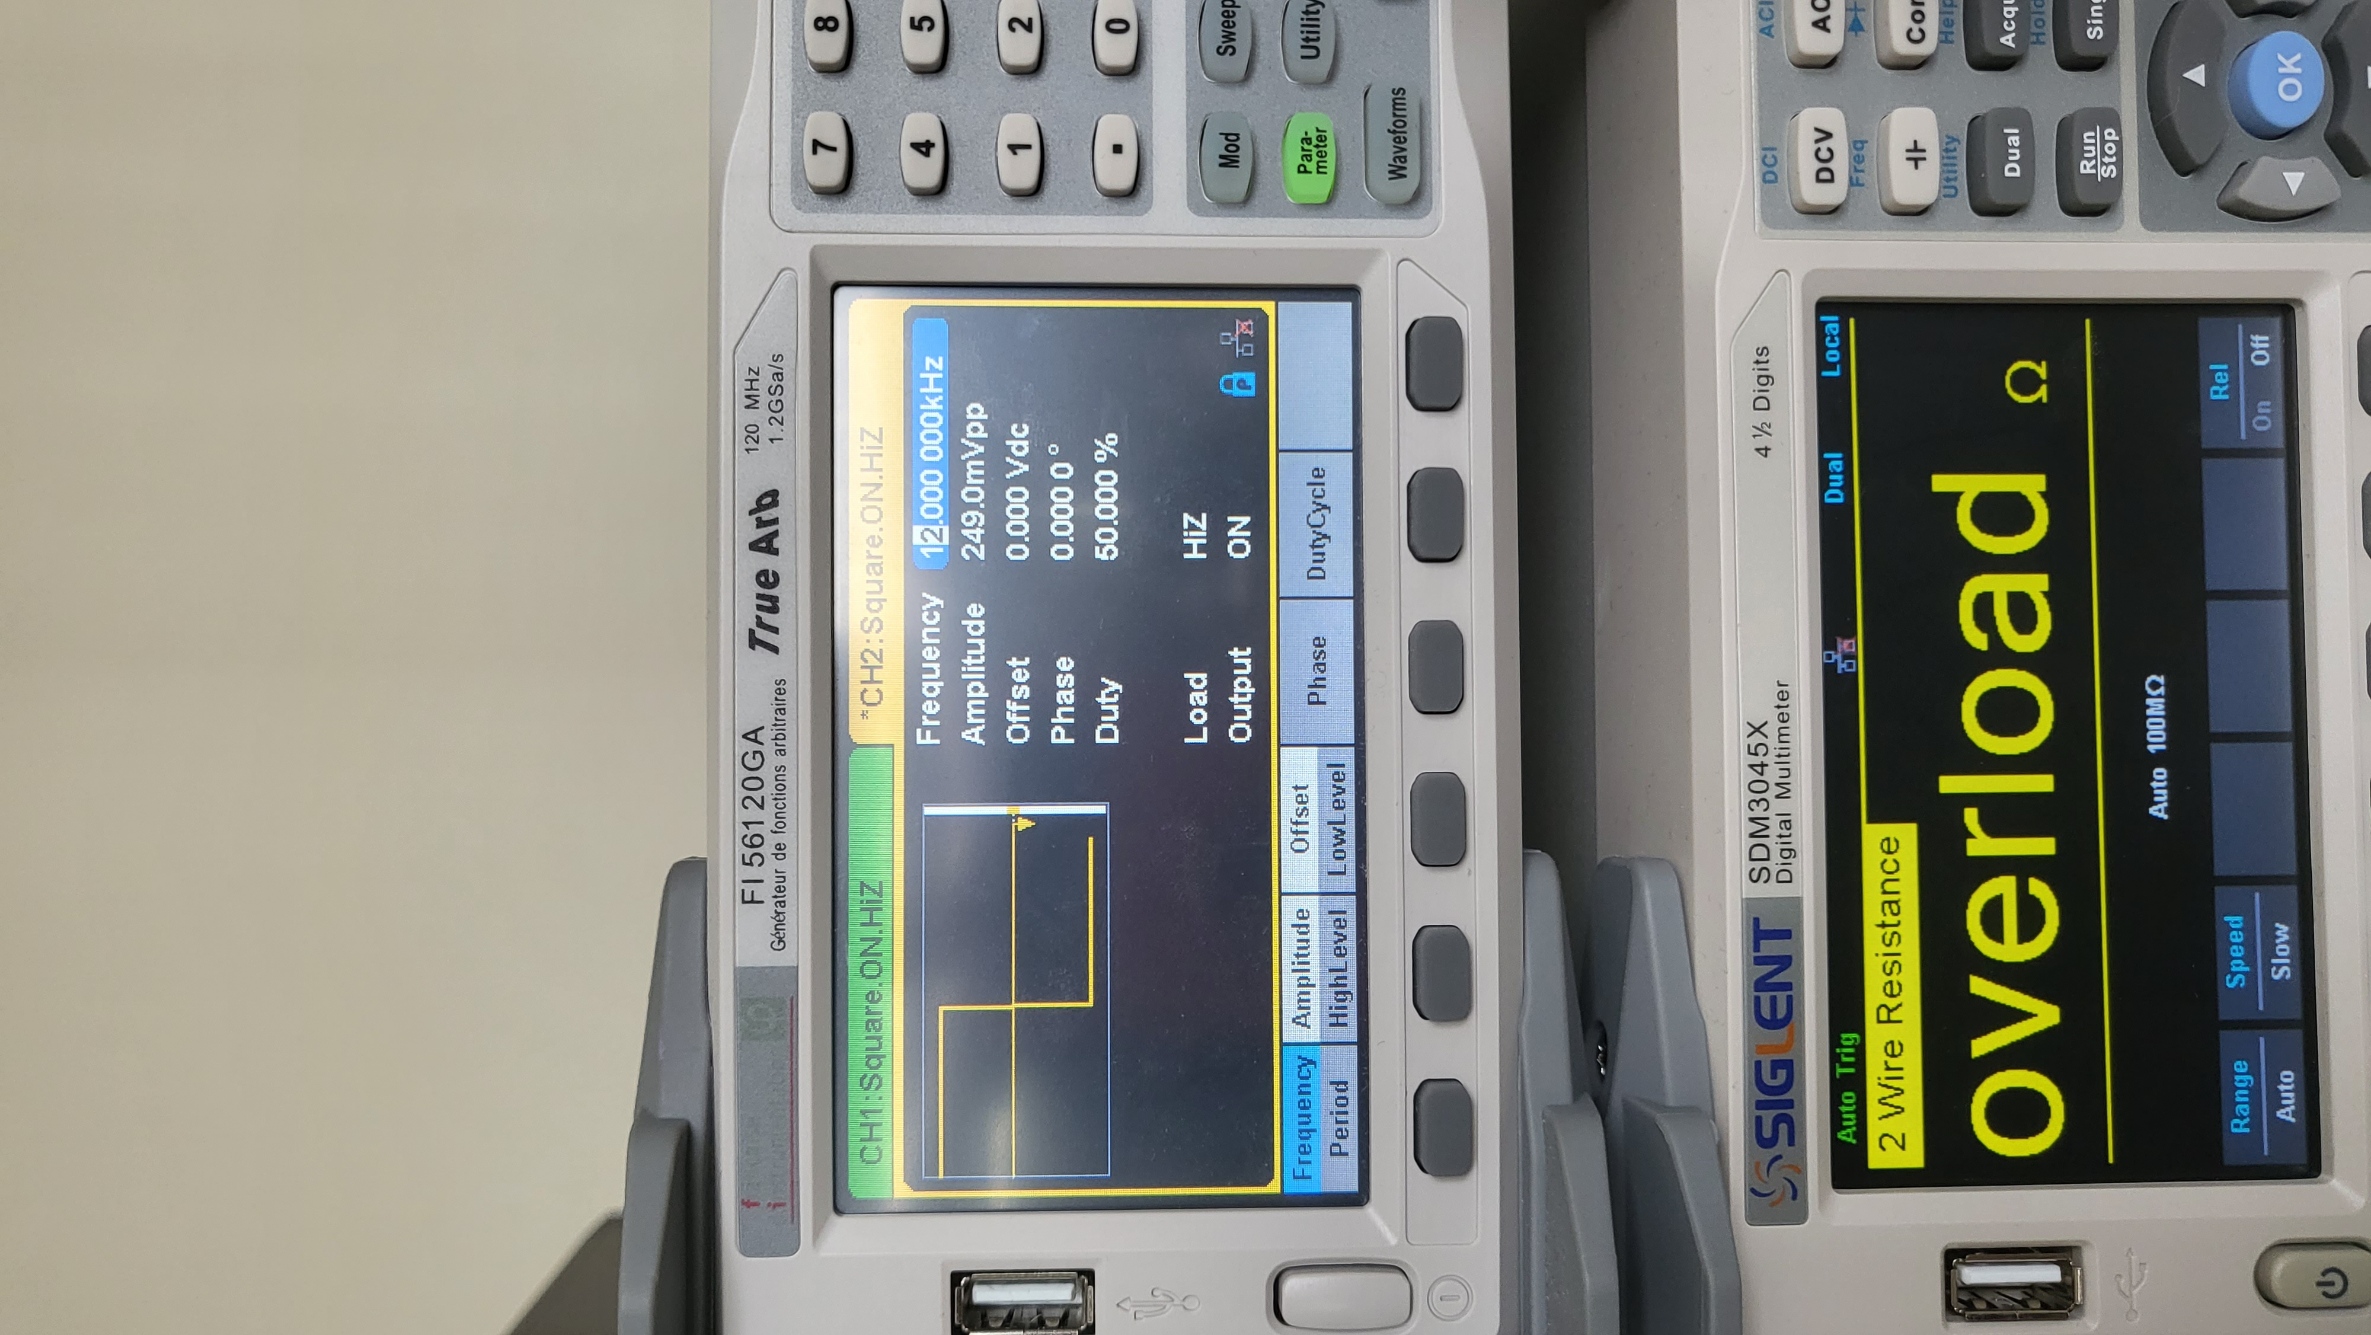 FI 56120GA
Générateur de fonctions arbitraires
True Arb
120 MHz
1.2GSa/s
CH1:Square.ON.HiZ
*CH2:Square.ON.HiZ
Frequency 12.000 000kHz
Amplitude 249.0mVpp
Offset 0.000 Vdc
Phase 0.000 0°
Duty 50.000 %
Load HiZ
Output ON
Frequency
Period
Amplitude
HighLevel
Offset
LowLevel
Phase
DutyCycle
7 8
4 5
1 2
. 0
Mod Sweep
Para-
meter
Utility
Waveforms
SIGLENT
SDM3045X
Digital Multimeter
4 ½ Digits
Auto Trig
Dual
Local
2 Wire Resistance
overload Ω
Auto 100MΩ
Range
Auto
Speed
Slow
Rel
On Off
DCI ACI
DCV AC
Freq
Con
Utility Help
Dual Acqu
Hold
Run
Stop
Sing
OK